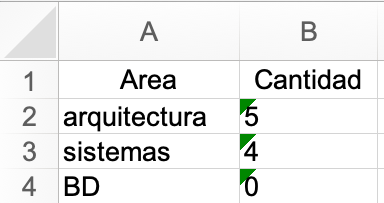 A B
1 Area Cantidad
2 arquitectura 5
3 sistemas 4
4 BD 0